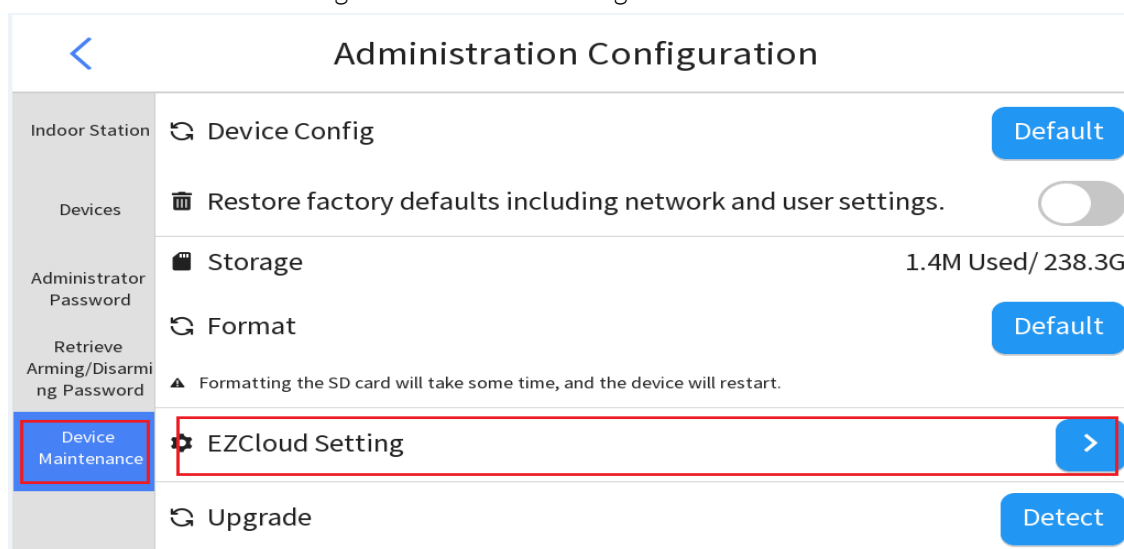 Administration Configuration
Indoor Station
Device Config
Default
Devices
Restore factory defaults including network and user settings.
Administrator
Password
Storage
1.4M Used/ 238.3G
Retrieve
Arming/Disarmi
ng Password
Format
Default
Formatting the SD card will take some time, and the device will restart.
Device
Maintenance
EZCloud Setting
Upgrade
Detect